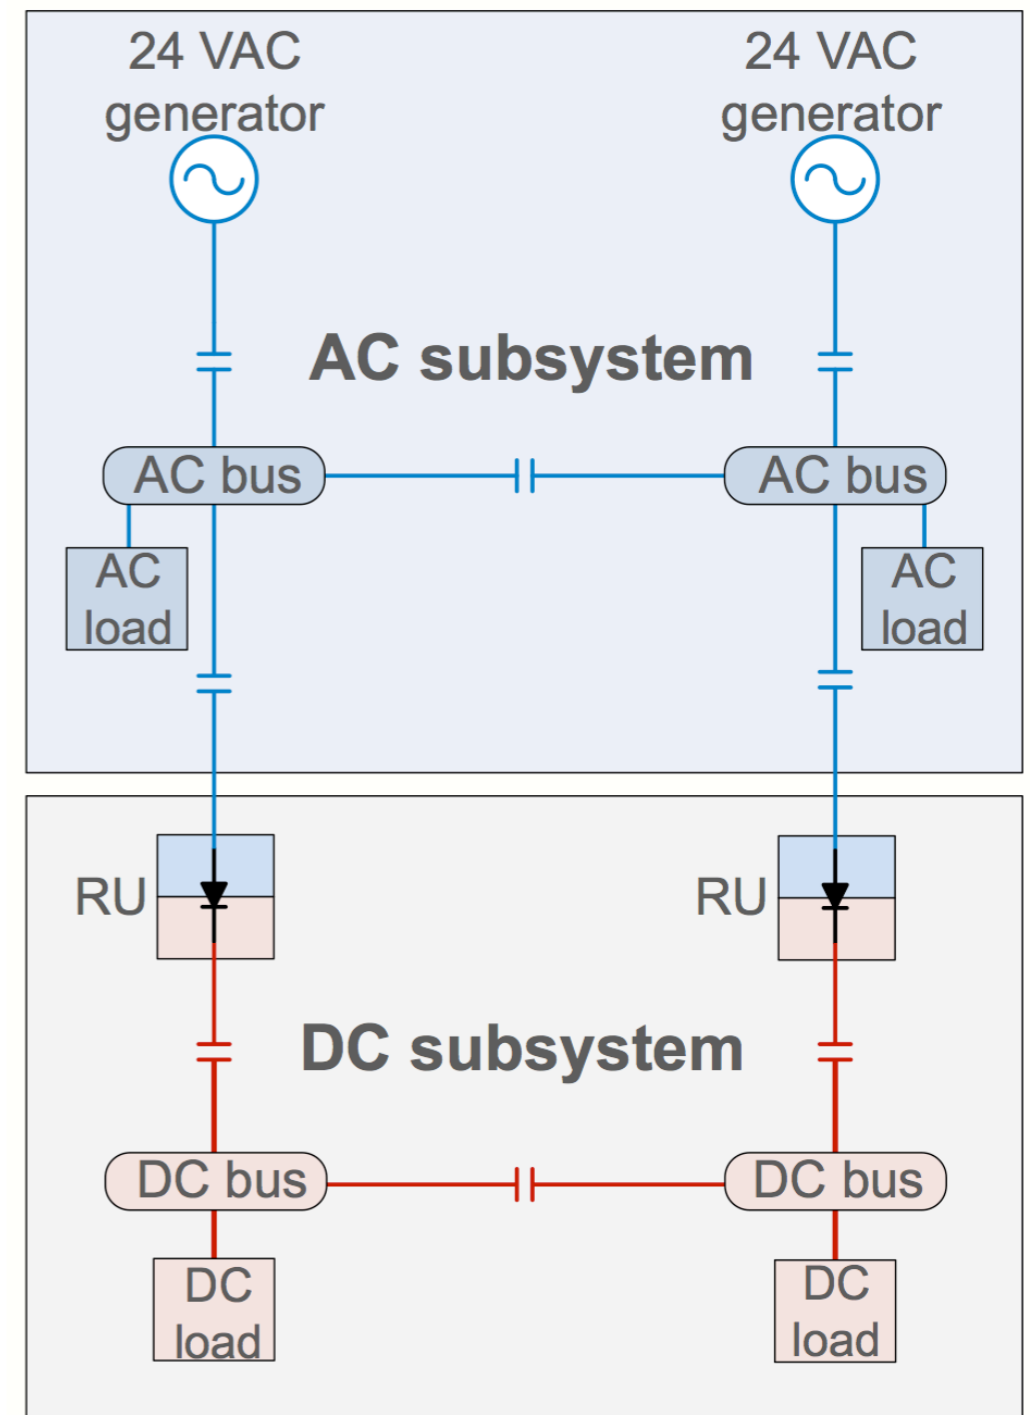 24 VAC
generator
24 VAC
generator
AC subsystem
AC bus
AC bus
AC
load
AC
load
RU
RU
DC subsystem
DC bus
DC bus
DC
load
DC
load